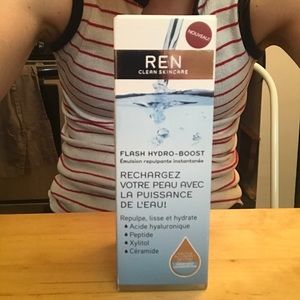 NOUVEAU!
REN
CLEAN SKINCARE
FLASH HYDRO-BOOST
Émulsion repulpante instantanée
RECHARGEZ
VOTRE PEAU AVEC
LA PUISSANCE
DE L'EAU!
Repulpe, lisse et hydrate
Acide hyaluronique
Peptide
Xylitol
Céramide